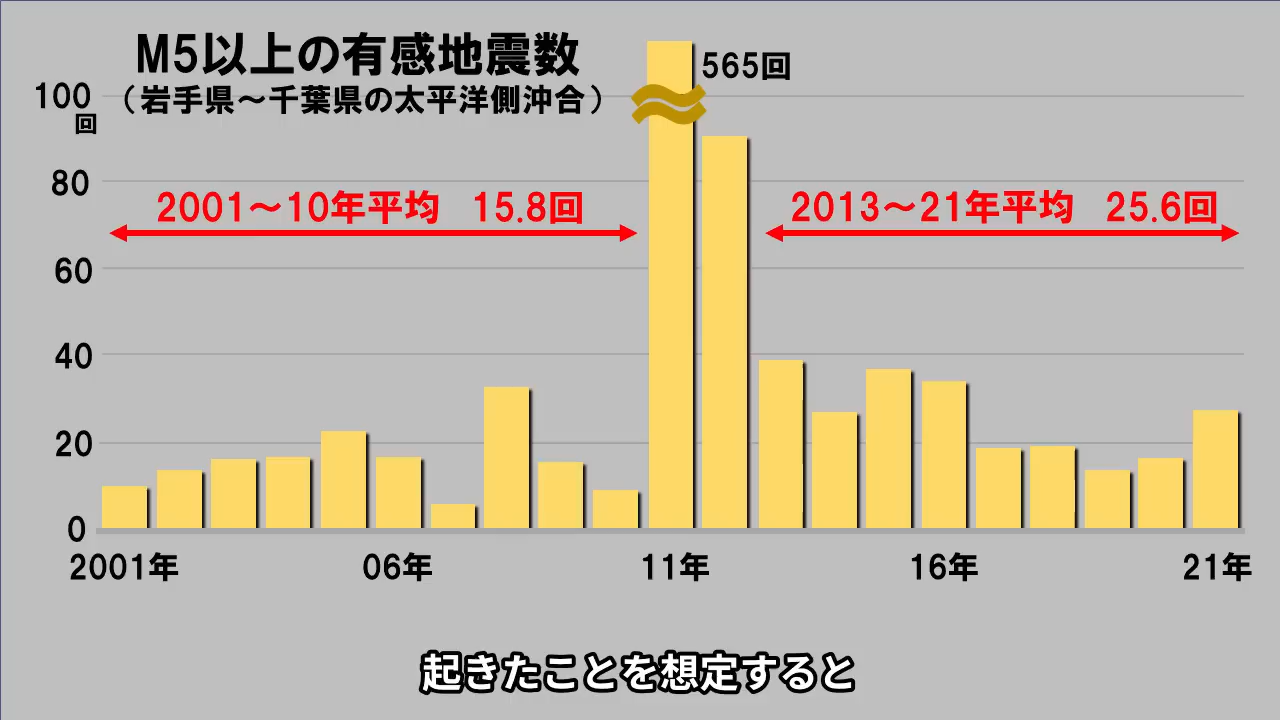 M5以上の有感地震数
（岩手県～千葉県の太平洋側沖合）
565回
100
回
80
2001～10年平均 15.8回
2013～21年平均 25.6回
60
40
20
0
2001年 06年 11年 16年 21年
起きたことを想定すると